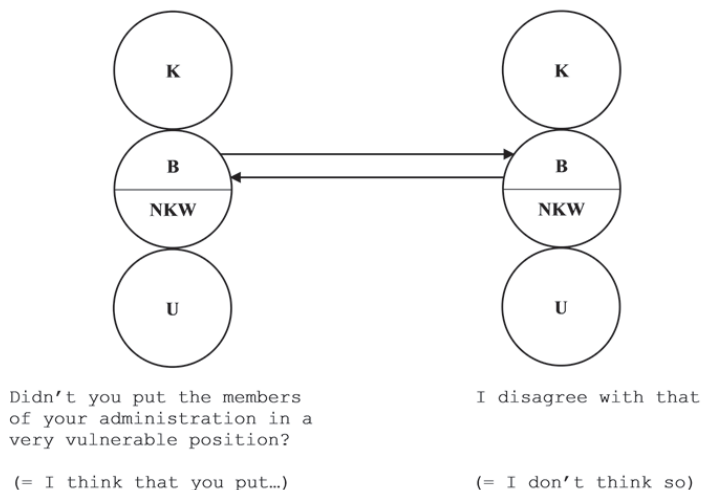 K
K
B
B
NKW
NKW
U
U
Didn't you put the members
of your administration in a
very vulnerable position?
(= I think that you put…)
I disagree with that
(= I don't think so)